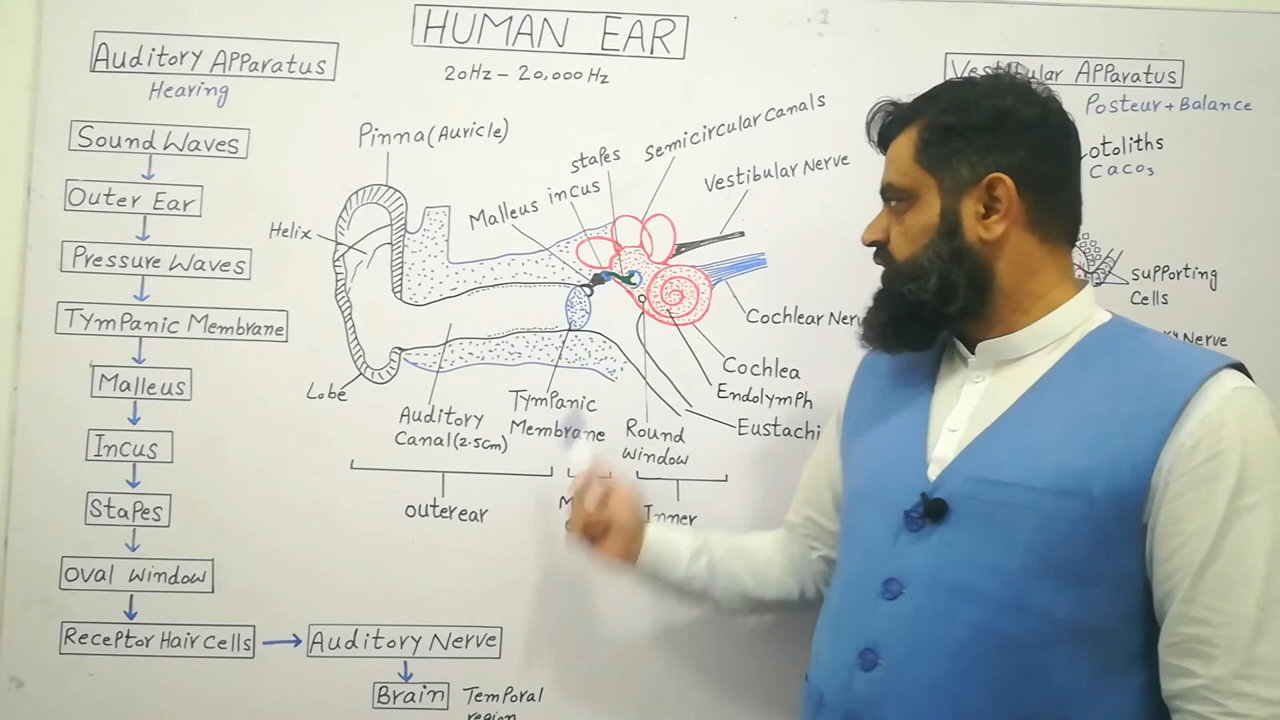 HUMAN EAR
20Hz – 20,000 Hz
Auditory Apparatus
Hearing
Sound Waves
Outer Ear
Pressure Waves
Tympanic Membrane
Malleus
Incus
Stapes
Oval Window
Receptor Hair Cells
Auditory Nerve
Brain
Temporal
region
Pinna (Auricle)
Helix
Lobe
Malleus
incus
stapes
Semicircular Canals
Vestibular Nerve
Cochlear
Cochlea
Endolymph
Auditory
Canal (2.5cm)
Tympanic
Membrane
Round
window
outer ear
Inner
Vestibular Apparatus
Posteur + Balance
otoliths
CaCO3
supporting
Cells
Nerve